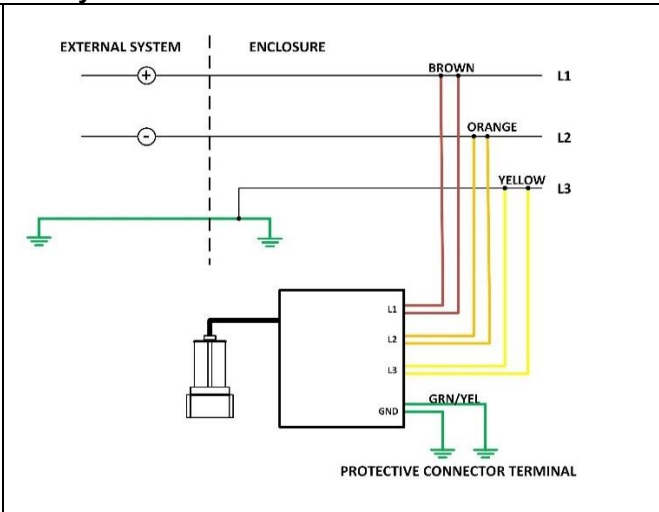 EXTERNAL SYSTEM ENCLOSURE
+ BROWN L1
- ORANGE L2
YELLOW L3
L1
L2
L3
GRN/YEL
GND
PROTECTIVE CONNECTOR TERMINAL